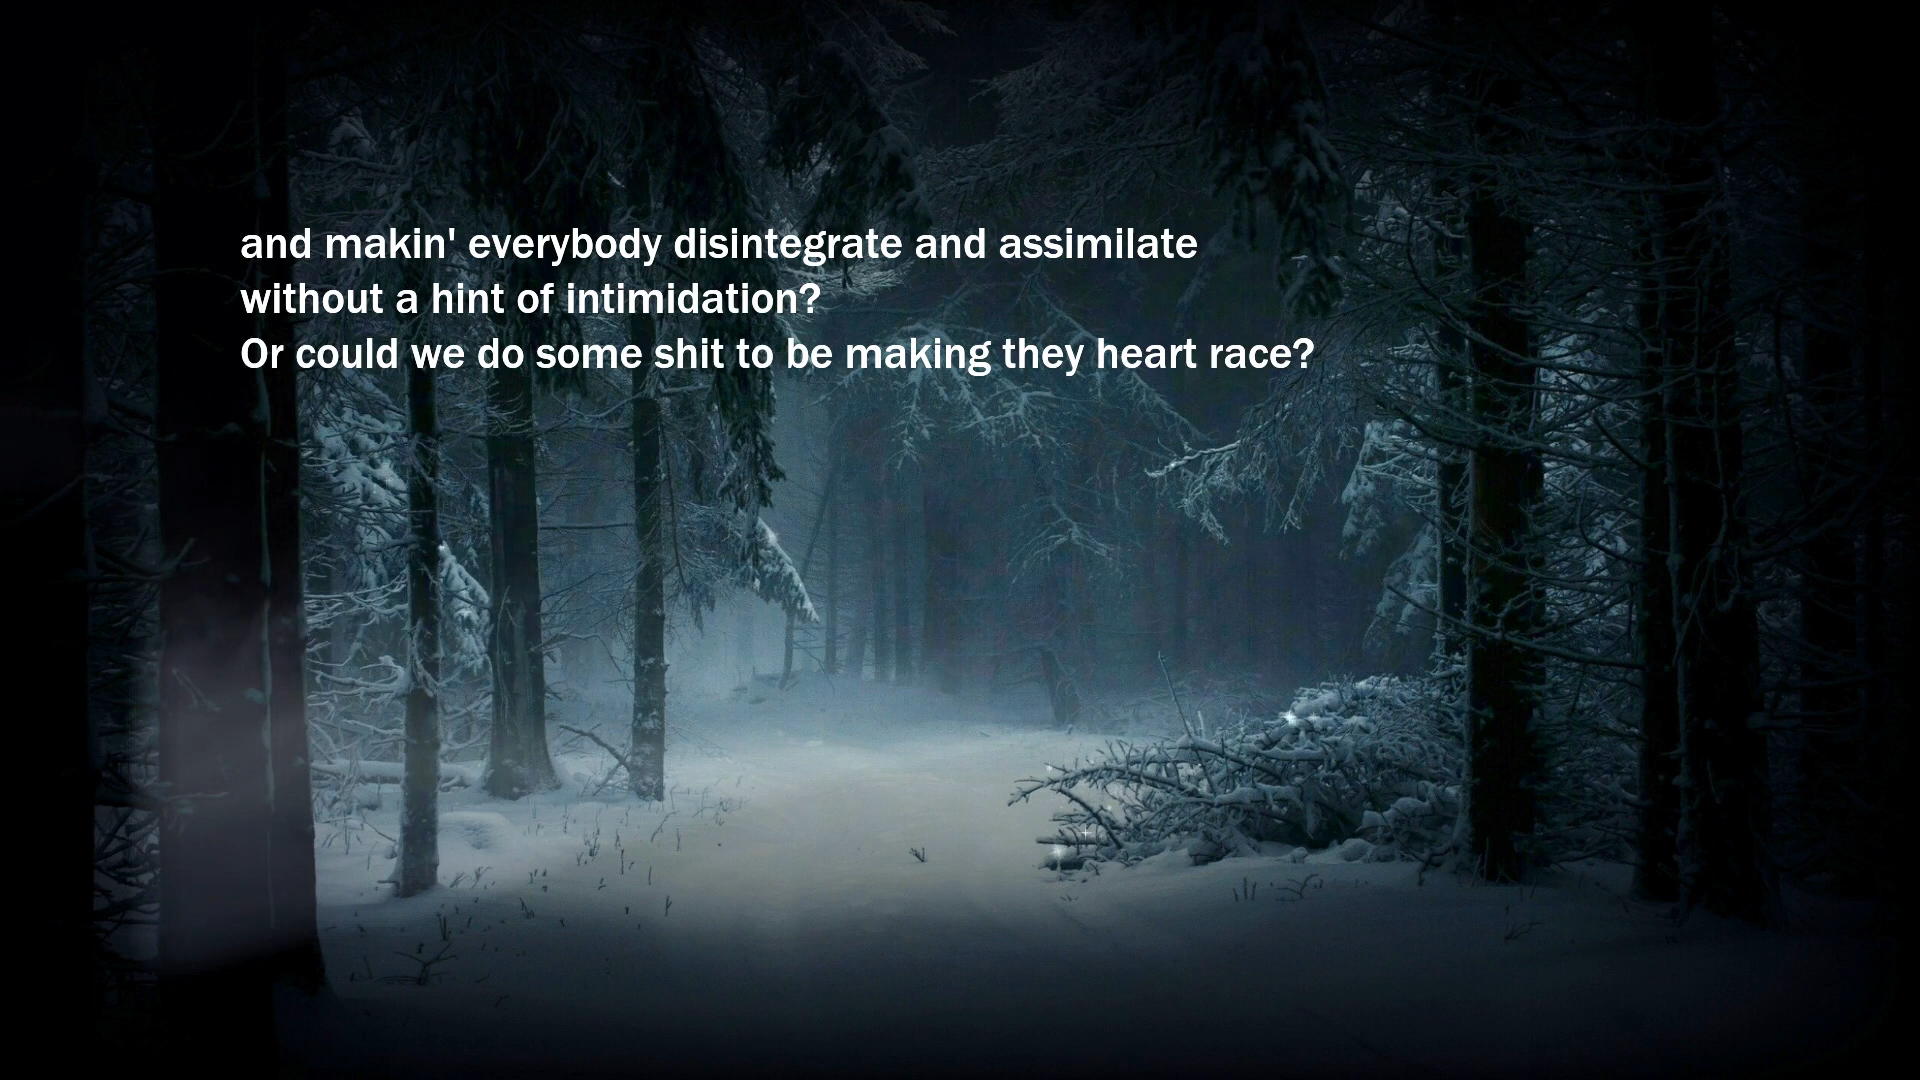 and makin' everybody disintegrate and assimilate
without a hint of intimidation?
Or could we do some shit to be making they heart race?